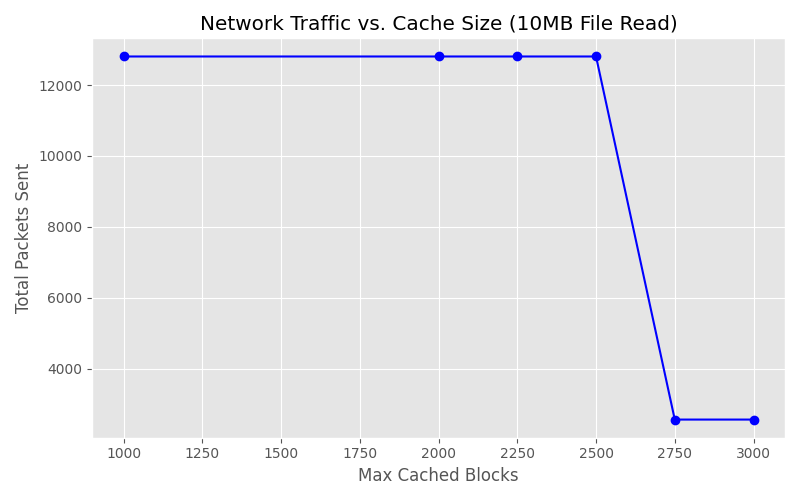 Network Traffic vs. Cache Size (10MB File Read)
Total Packets Sent
12000
10000
8000
6000
4000
1000 1250 1500 1750 2000 2250 2500 2750 3000
Max Cached Blocks